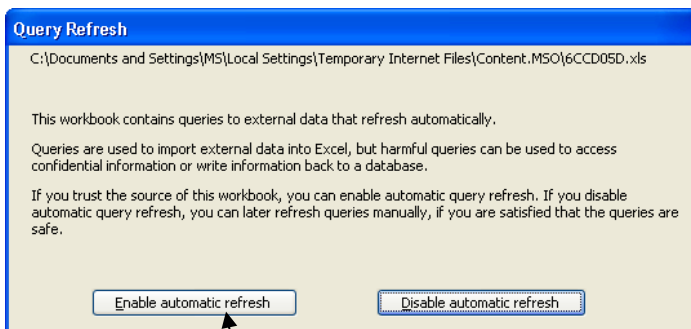 Query Refresh
C:\Documents and Settings\MS\Local Settings\Temporary Internet Files\Content.MSO\6CCD05D.xls
This workbook contains queries to external data that refresh automatically.
Queries are used to import external data into Excel, but harmful queries can be used to access
confidential information or write information back to a database.
If you trust the source of this workbook, you can enable automatic query refresh. If you disable
automatic query refresh, you can later refresh queries manually, if you are satisfied that the queries are
safe.
Enable automatic refresh Disable automatic refresh